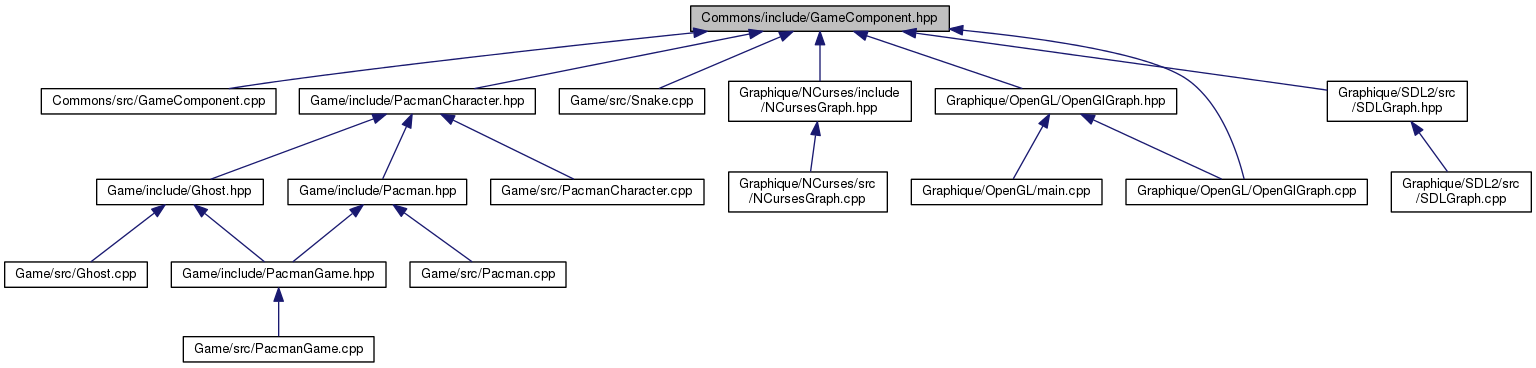 Commons/include/GameComponent.hpp
Commons/src/GameComponent.cpp
Game/include/PacmanCharacter.hpp
Game/src/Snake.cpp
Graphique/NCurses/include
/NCursesGraph.hpp
Graphique/OpenGL/OpenGlGraph.hpp
Graphique/SDL2/src
/SDLGraph.hpp
Game/include/Ghost.hpp
Game/include/Pacman.hpp
Game/src/PacmanCharacter.cpp
Graphique/NCurses/src
/NCursesGraph.cpp
Graphique/OpenGL/main.cpp
Graphique/OpenGL/OpenGlGraph.cpp
Graphique/SDL2/src
/SDLGraph.cpp
Game/src/Ghost.cpp
Game/include/PacmanGame.hpp
Game/src/Pacman.cpp
Game/src/PacmanGame.cpp